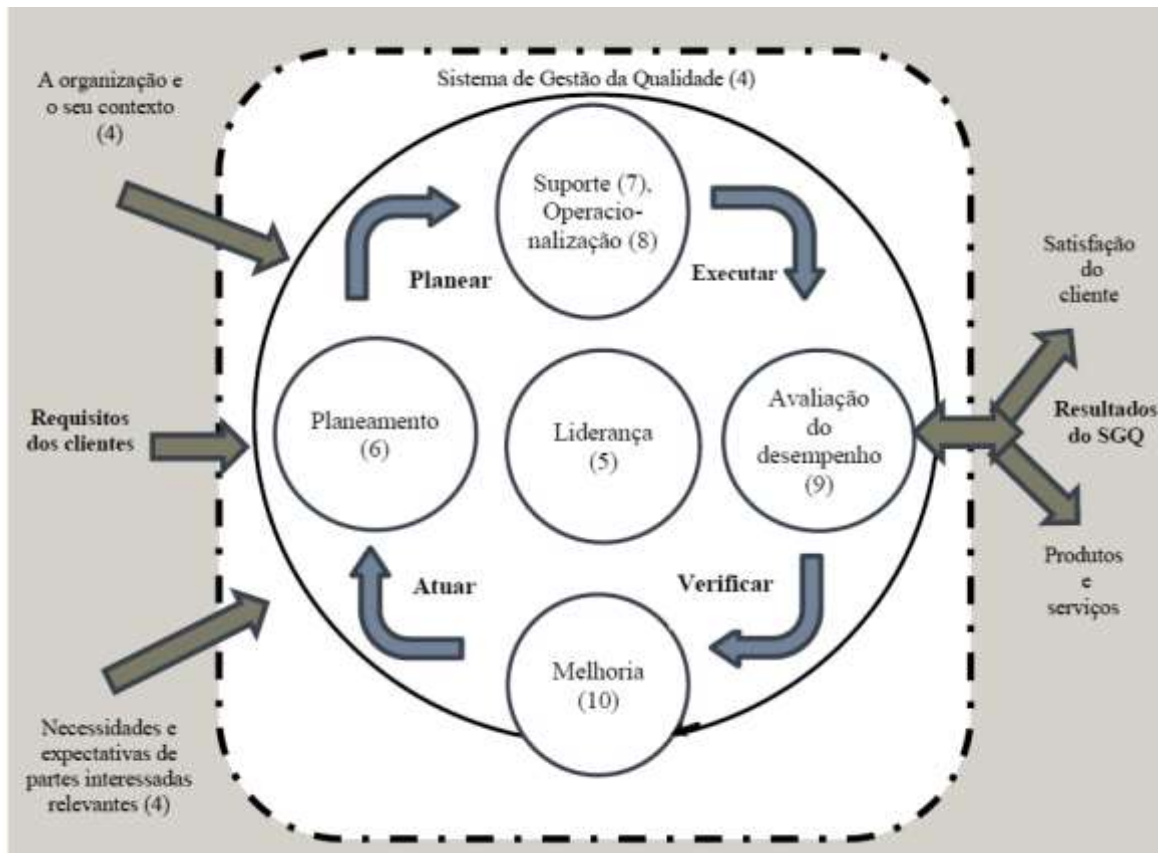 Sistema de Gestão da Qualidade (4)
A organização e
o seu contexto
(4)
Suporte (7),
Operacio-
nalização (8)
Planear
Executar
Satisfação
do
cliente
Requisitos
dos clientes
Planeamento
(6)
Liderança
(5)
Avaliação
do
desempenho
(9)
Resultados
do SGQ
Atuar
Verificar
Produtos
e
serviços
Melhoria
(10)
Necessidades e
expectativas de
partes interessadas
relevantes (4)